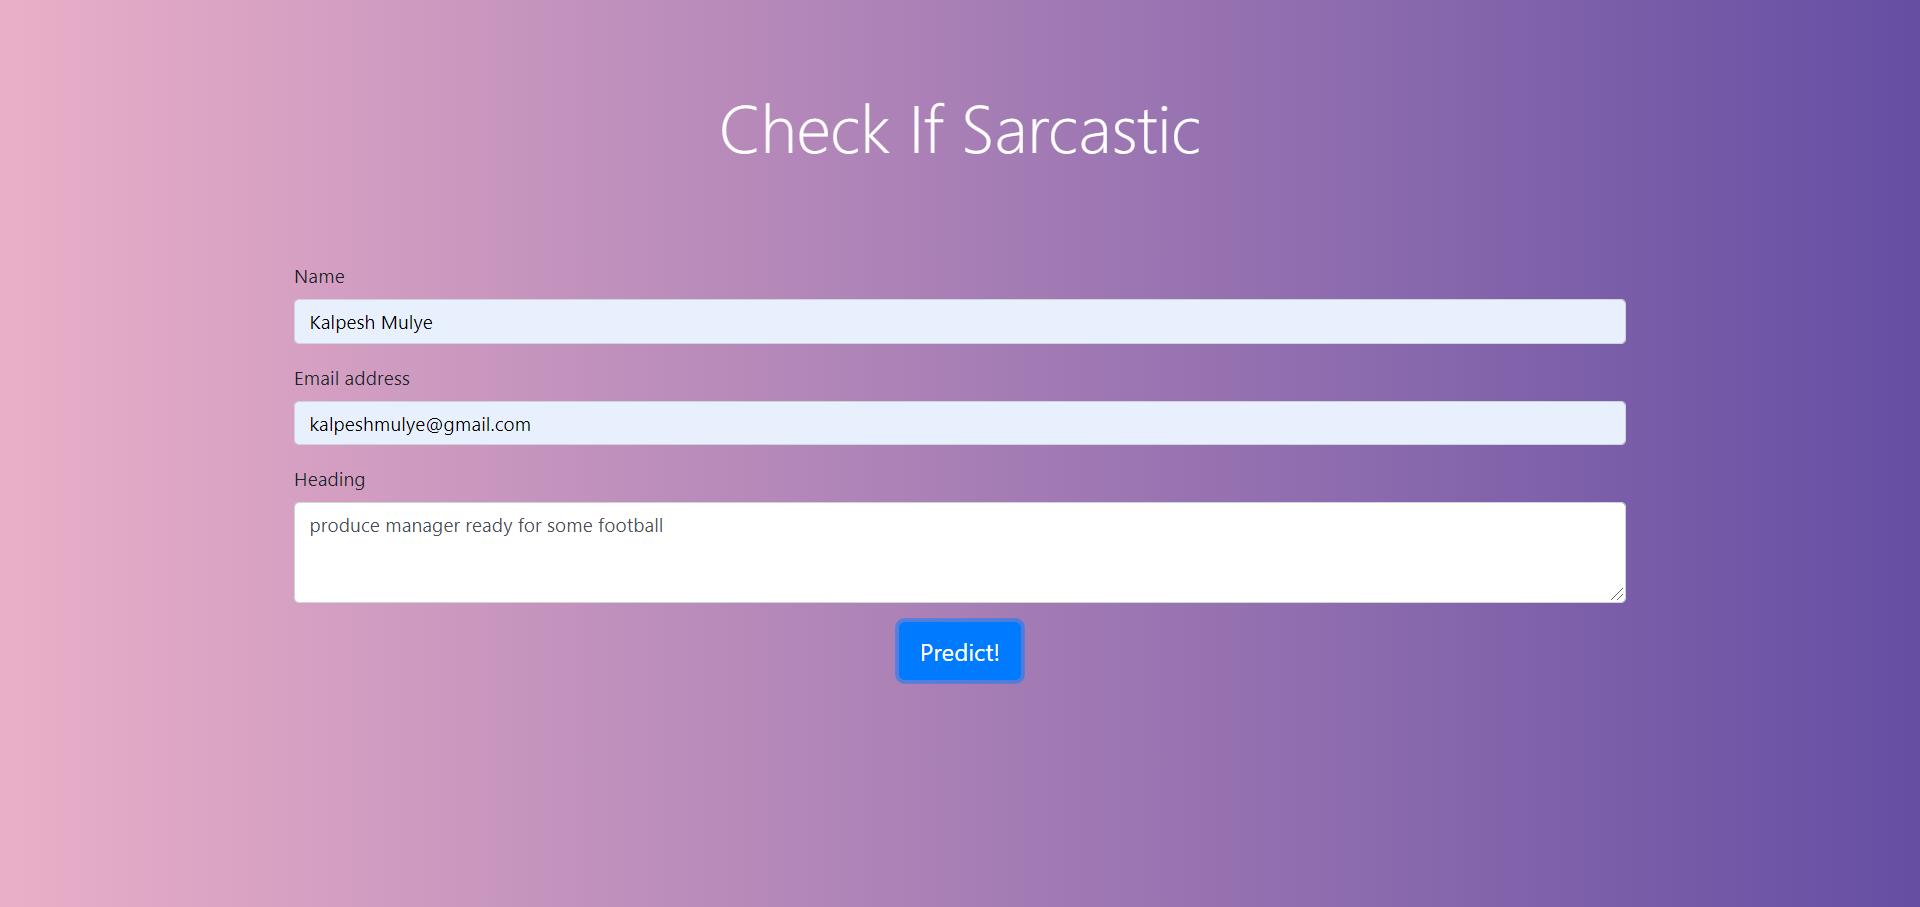 Check If Sarcastic
Name
Kalpesh Mulye
Email address
kalpeshmulye@gmail.com
Heading
produce manager ready for some football
Predict!